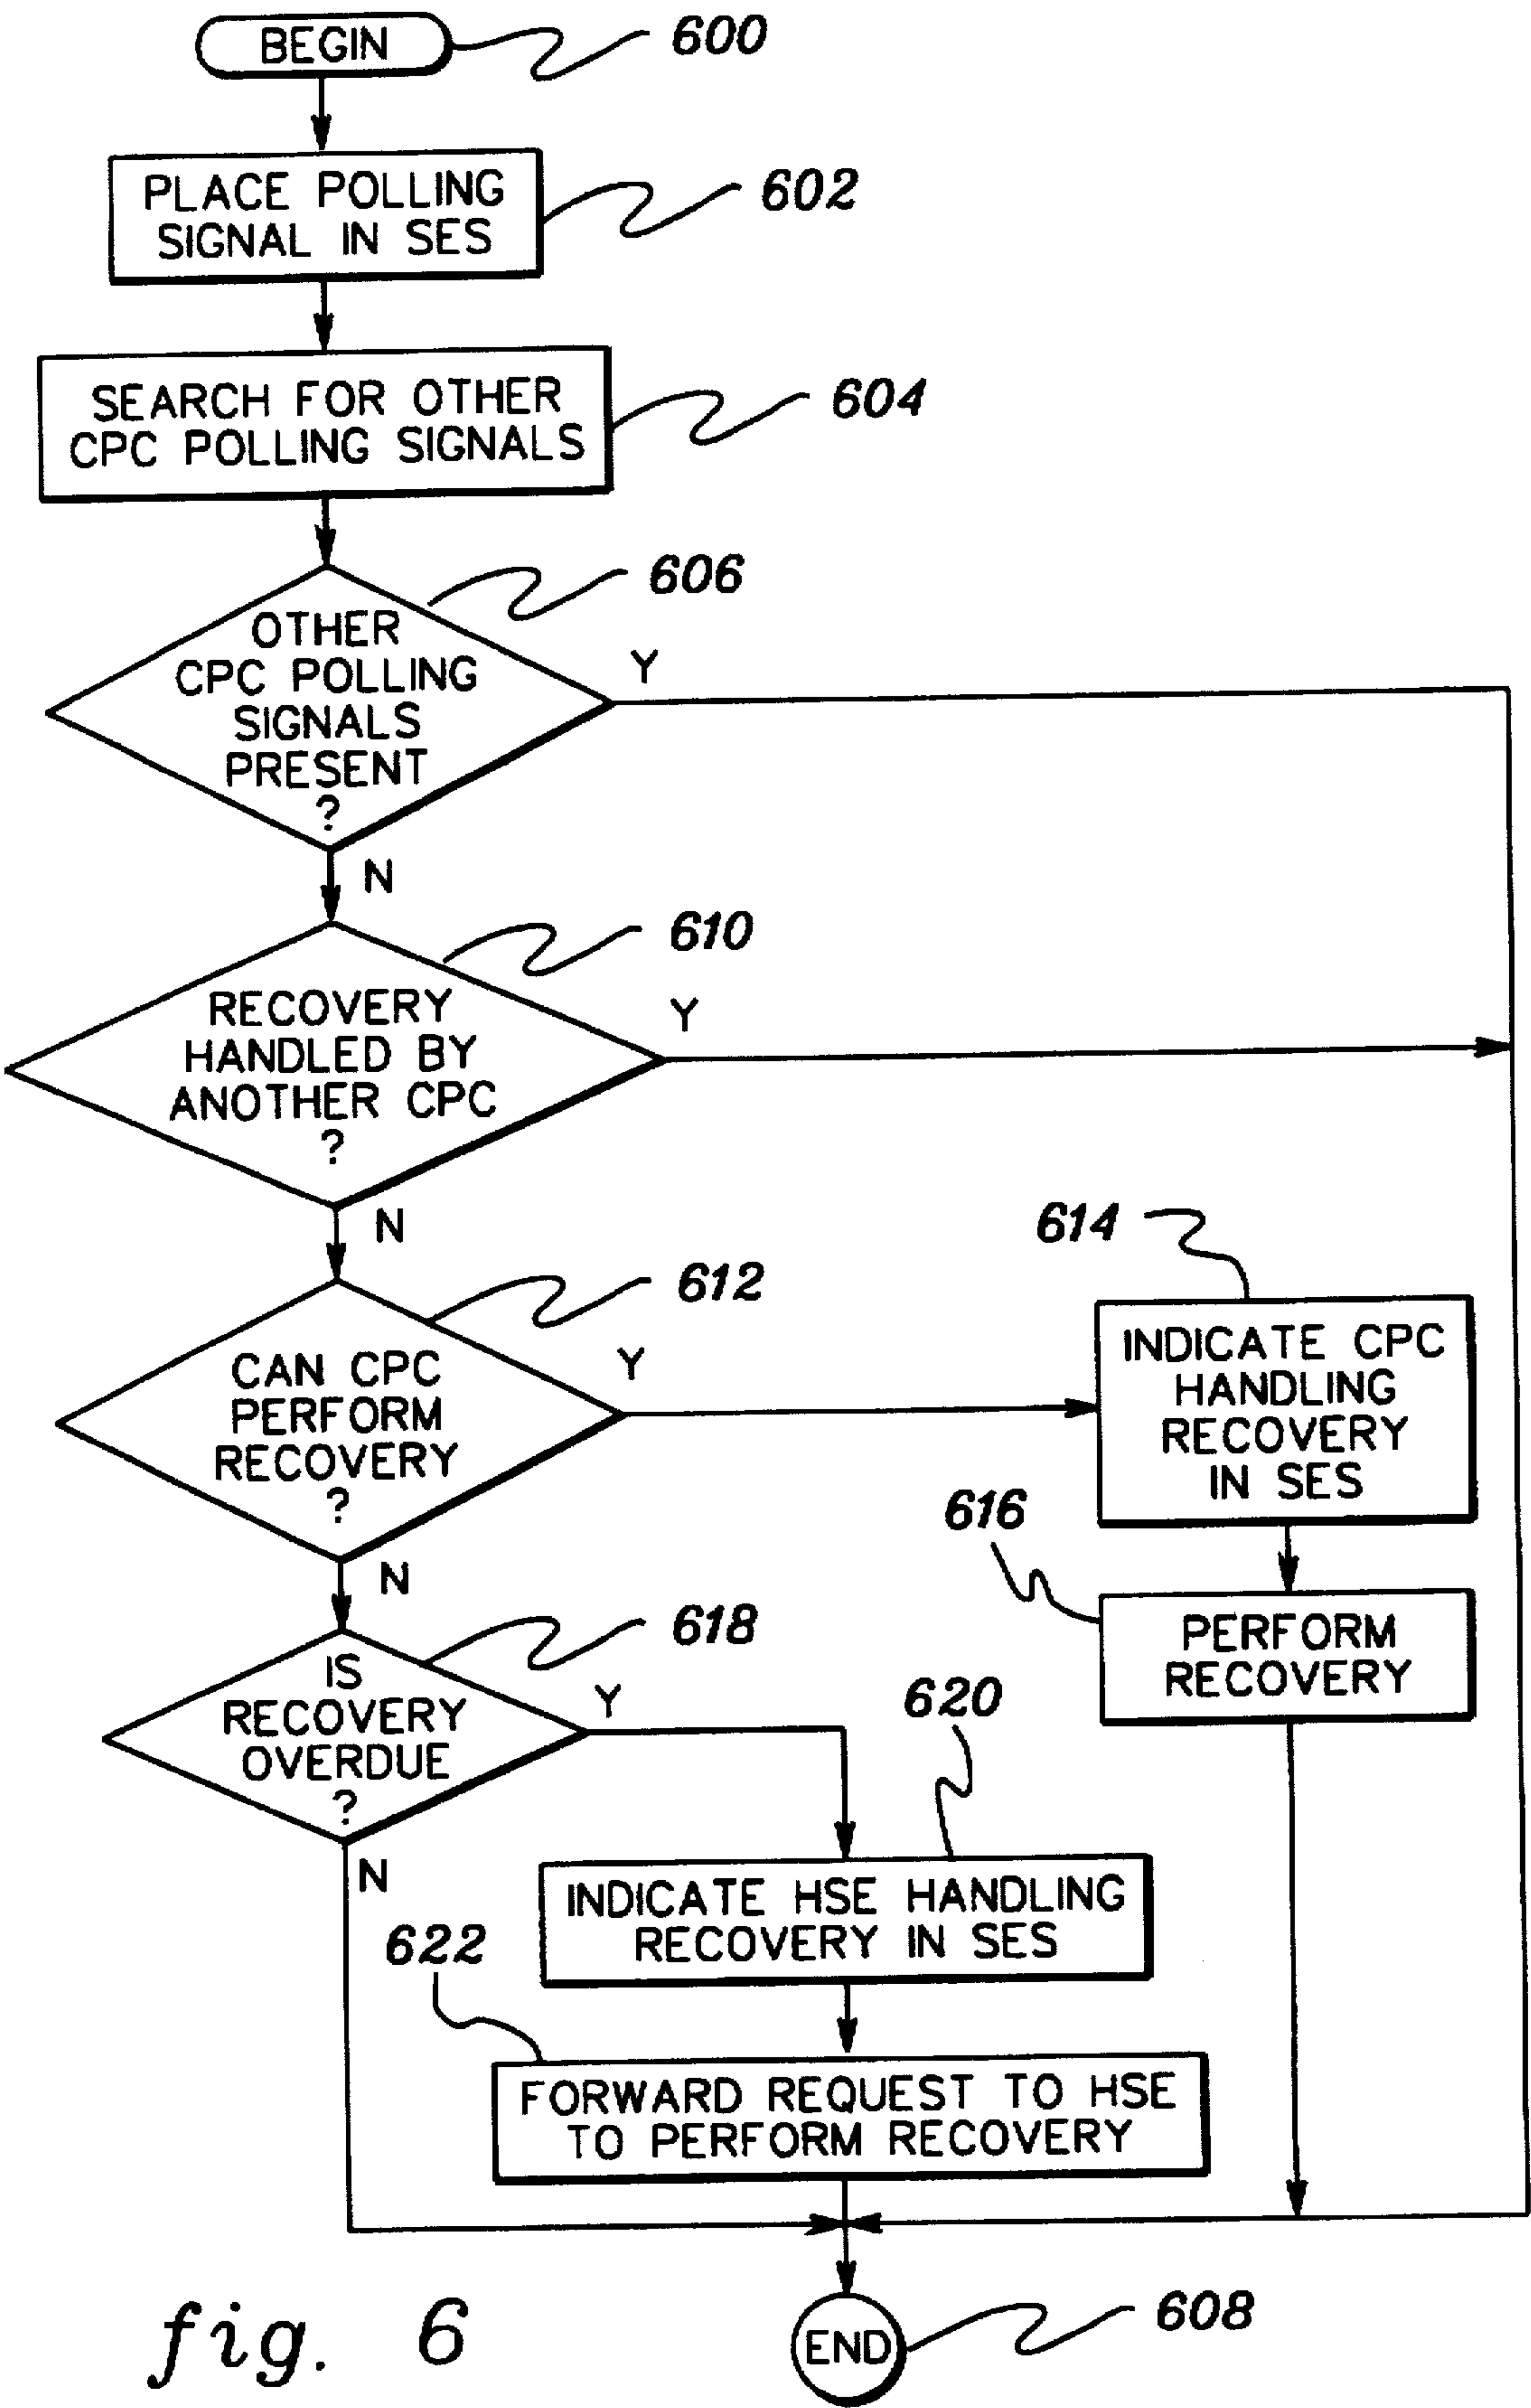 BEGIN
600
PLACE POLLING
SIGNAL IN SES
602
SEARCH FOR OTHER
CPC POLLING SIGNALS
604
606
OTHER
CPC POLLING
SIGNALS
PRESENT
?
Y
N
610
RECOVERY
HANDLED BY
ANOTHER CPC
?
Y
N
612
CAN CPC
PERFORM
RECOVERY
?
Y
N
614
INDICATE CPC
HANDLING
RECOVERY
IN SES
616
PERFORM
RECOVERY
618
IS
RECOVERY
OVERDUE
?
Y
N
620
INDICATE HSE HANDLING
RECOVERY IN SES
622
FORWARD REQUEST TO HSE
TO PERFORM RECOVERY
END
608
fig. 6